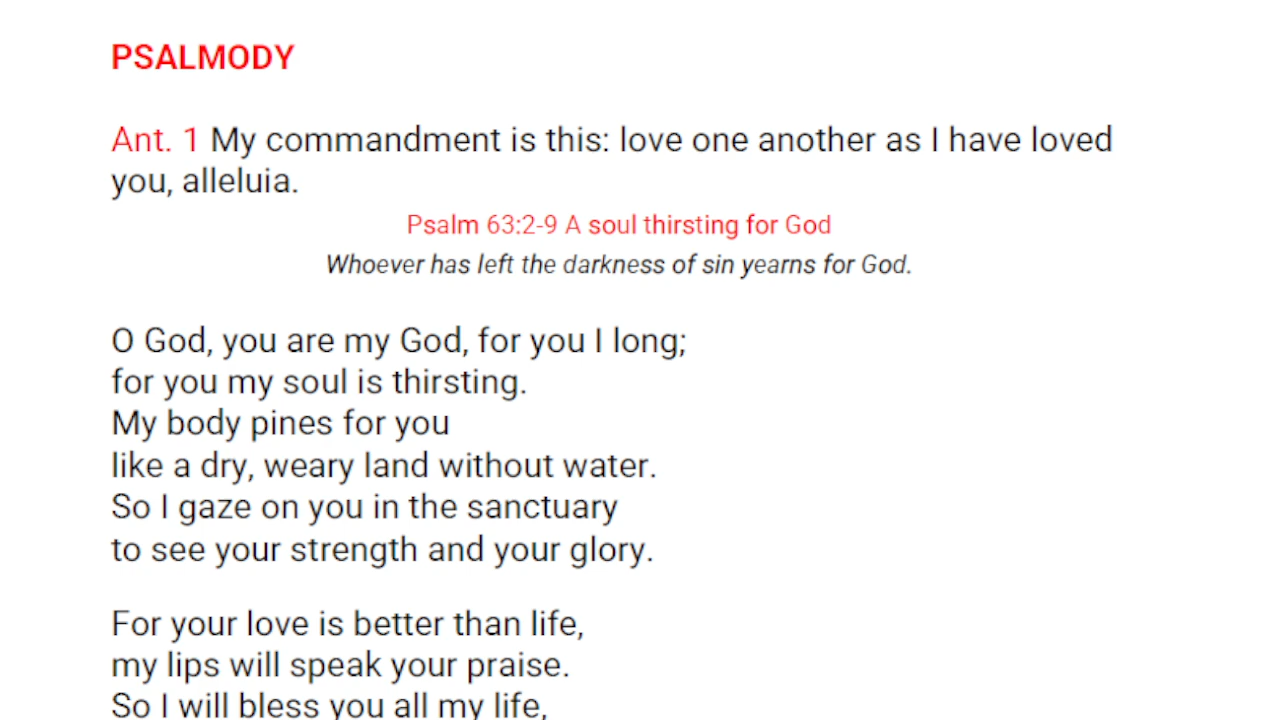 PSALMODY
Ant. 1 My commandment is this: love one another as I have loved
you, alleluia.
Psalm 63:2-9 A soul thirsting for God
Whoever has left the darkness of sin yearns for God.
O God, you are my God, for you I long;
for you my soul is thirsting.
My body pines for you
like a dry, weary land without water.
So I gaze on you in the sanctuary
to see your strength and your glory.
For your love is better than life,
my lips will speak your praise.
So I will bless you all my life,